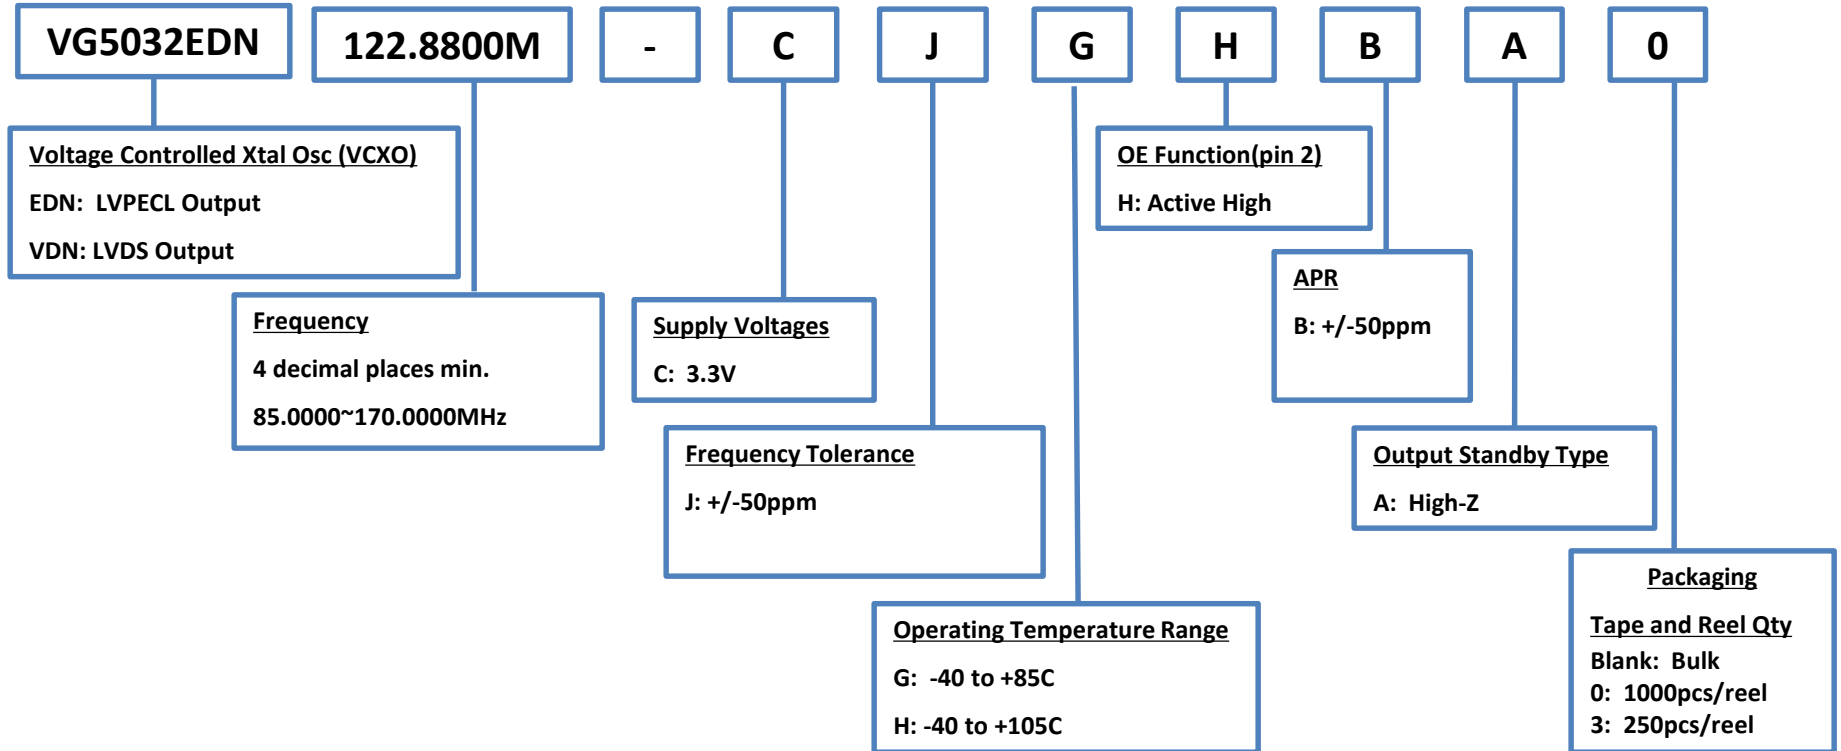 VG5032EDN 122.8800M - C J G H B A 0
Voltage Controlled Xtal Osc (VCXO)
EDN: LVPECL Output
VDN: LVDS Output
OE Function(pin 2)
H: Active High
APR
B: +/-50ppm
Frequency
4 decimal places min.
85.0000~170.0000MHz
Supply Voltages
C: 3.3V
Frequency Tolerance
J: +/-50ppm
Output Standby Type
A: High-Z
Operating Temperature Range
G: -40 to +85C
H: -40 to +105C
Packaging
Tape and Reel Qty
Blank: Bulk
0: 1000pcs/reel
3: 250pcs/reel